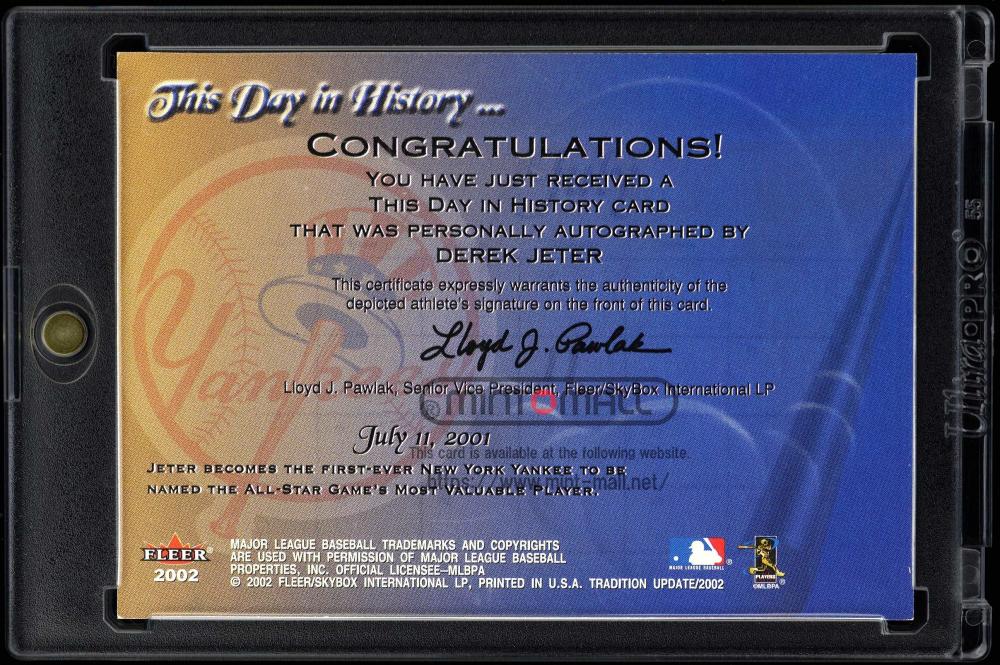 This Day in History ...
CONGRATULATIONS!
YOU HAVE JUST RECEIVED A
THIS DAY IN HISTORY CARD
THAT WAS PERSONALLY AUTOGRAPHED BY
DEREK JETER
This certificate expressly warrants the authenticity of the
depicted athlete's signature on the front of this card.
Lloyd J. Pawlak
Lloyd J. Pawlak, Senior Vice President, Fleer/SkyBox International LP
MINT MALL
July 11, 2001
This card is available at the following website.
https://www.mint-mall.net/
JETER BECOMES THE FIRST-EVER NEW YORK YANKEE TO BE
NAMED THE ALL-STAR GAME'S MOST VALUABLE PLAYER.
Yankees
FLEER®
2002
MAJOR LEAGUE BASEBALL TRADEMARKS AND COPYRIGHTS
ARE USED WITH PERMISSION OF MAJOR LEAGUE BASEBALL
PROPERTIES, INC. OFFICIAL LICENSEE–MLBPA
© 2002 FLEER/SKYBOX INTERNATIONAL LP, PRINTED IN U.S.A. TRADITION UPDATE/2002
MAJOR LEAGUE BASEBALL ®
PLAYERS ®
©MLBPA
UltraPRO®
55